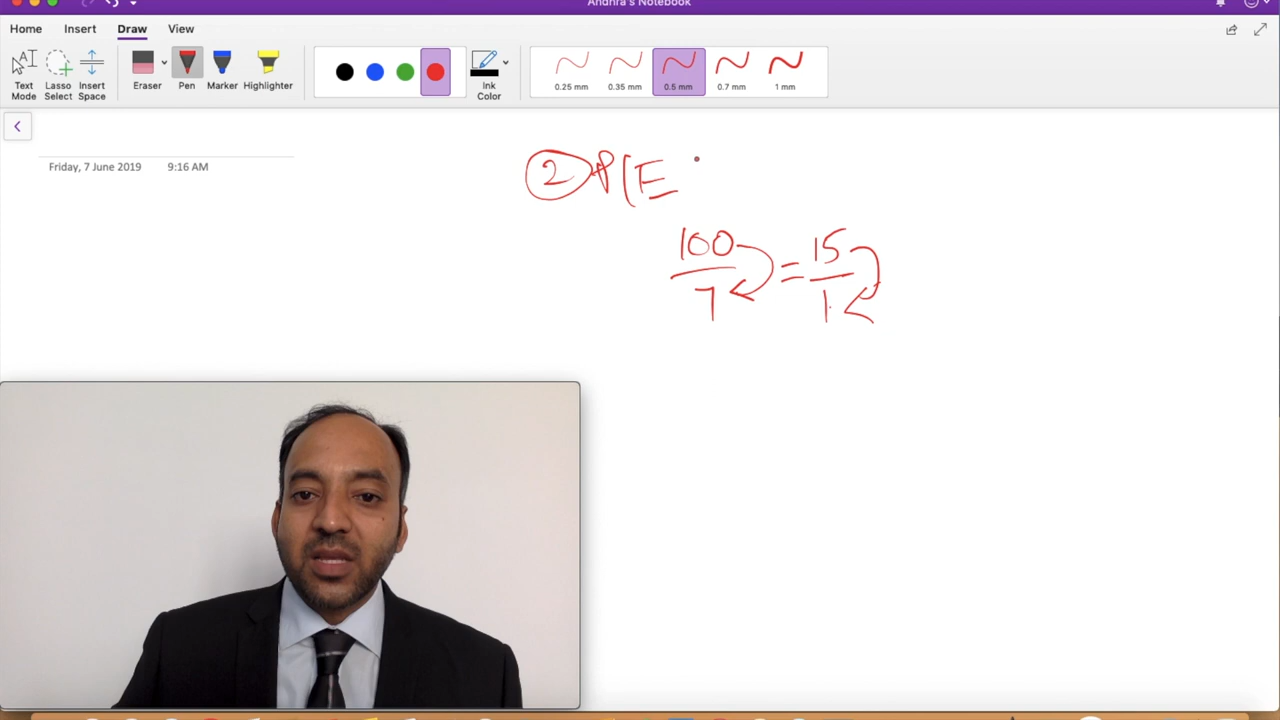 Andhra's Notebook
Home Insert Draw View
Text Mode
Lasso Select
Insert Space
Eraser
Pen
Marker
Highlighter
Ink Color
0.25 mm
0.35 mm
0.5 mm
0.7 mm
1 mm
Friday, 7 June 2019 9:16 AM
2 P(E
100 = 15
7 1